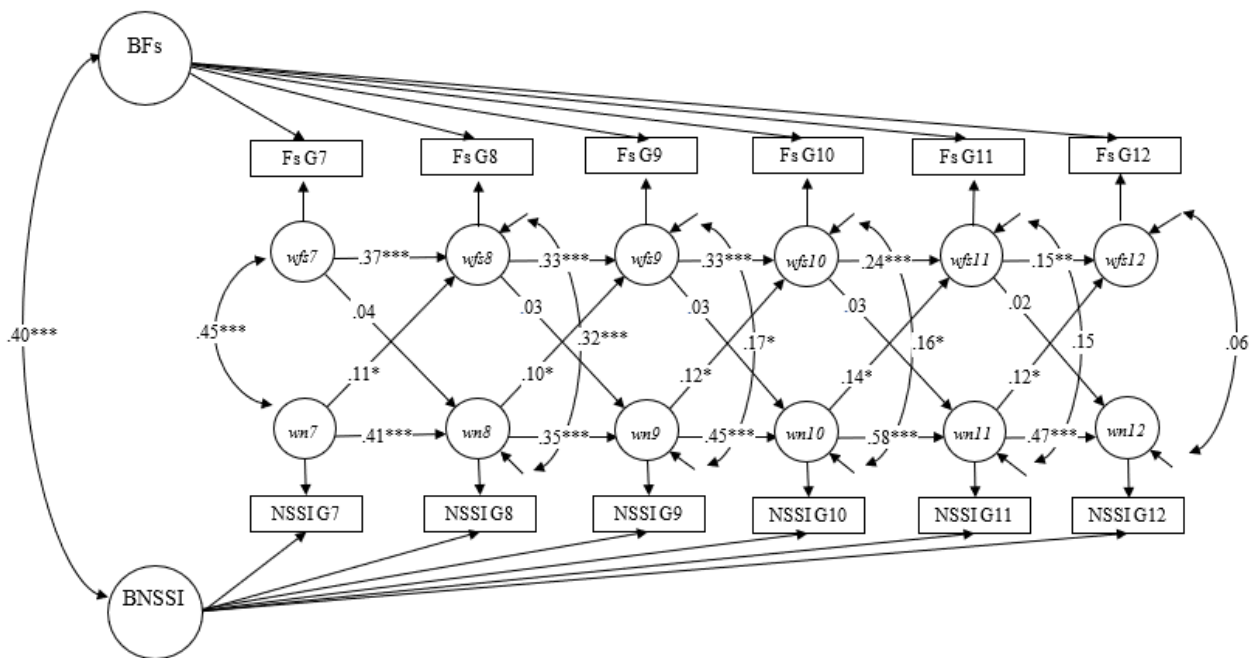 BFs
Fs G7 Fs G8 Fs G9 Fs G10 Fs G11 Fs G12
wfs7 .37*** wfs8 .33*** wfs9 .33*** wfs10 .24*** wfs11 .15** wfs12
.04 .03 .03 .03 .02
.40*** .45*** .32*** .17* .16* .15 .06
.11* .10* .12* .14* .12*
wn7 .41*** wn8 .35*** wn9 .45*** wn10 .58*** wn11 .47*** wn12
NSSI G7 NSSI G8 NSSI G9 NSSI G10 NSSI G11 NSSI G12
BNSSI